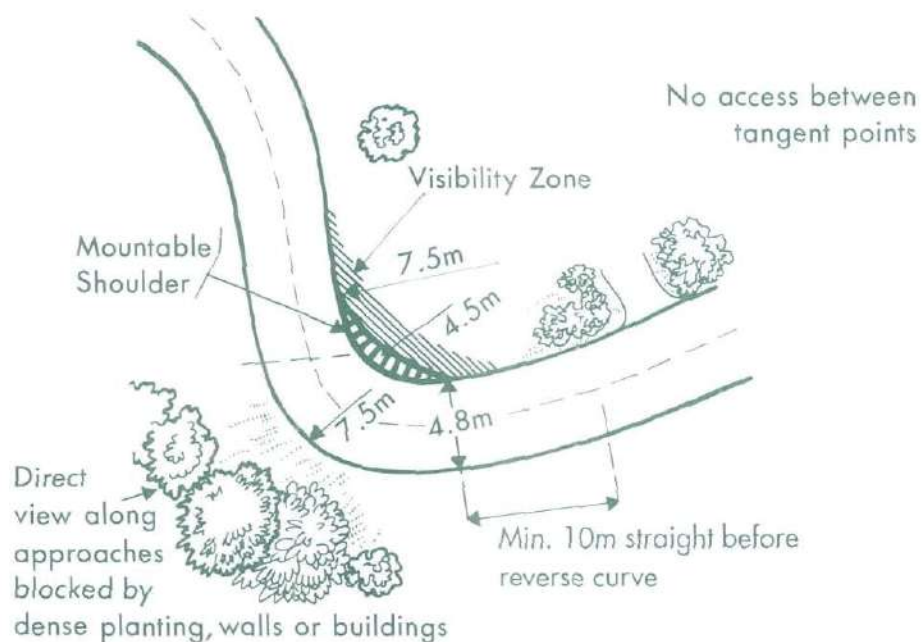 No access between
tangent points
Visibility Zone
Mountable
Shoulder
7.5m
4.5m
7.5m
4.8m
Direct
view along
approaches
blocked by
dense planting, walls or buildings
Min. 10m straight before
reverse curve